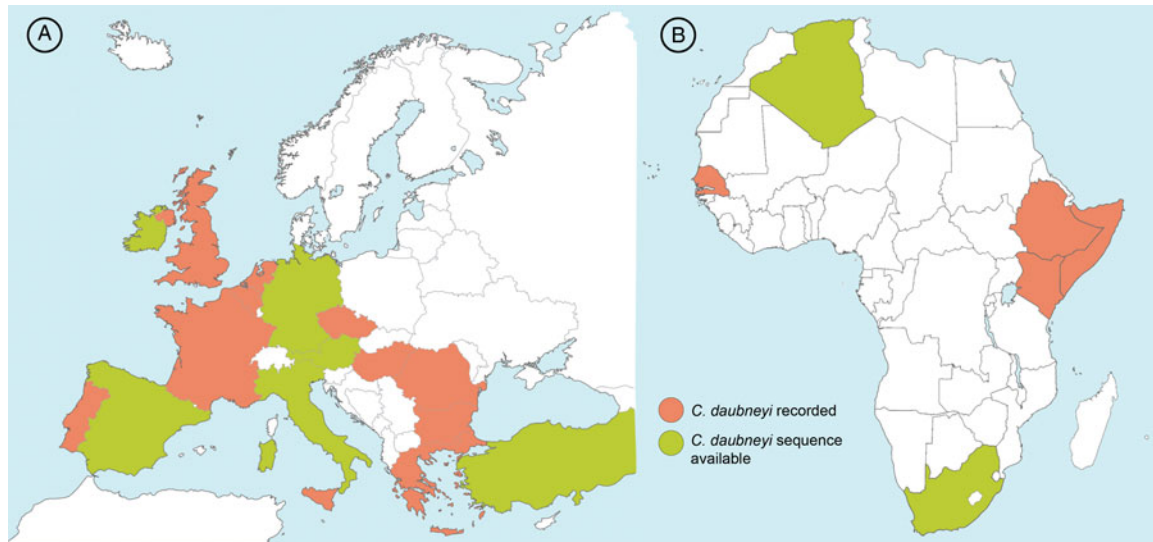 A
B
C. daubneyi recorded
C. daubneyi sequence
available